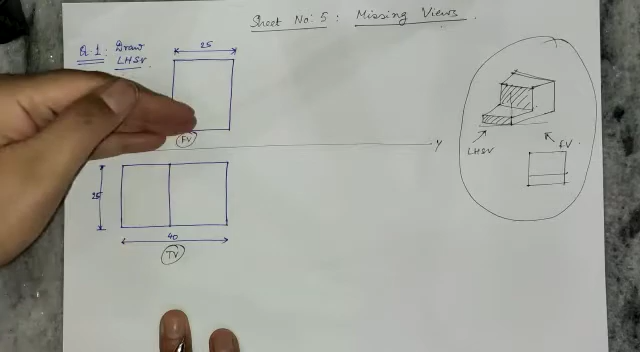 Sheet No: 5 : Missing Views.
Q.1: Draw
LHSV
25
FV
y
25
40
TV
LHSV
FV